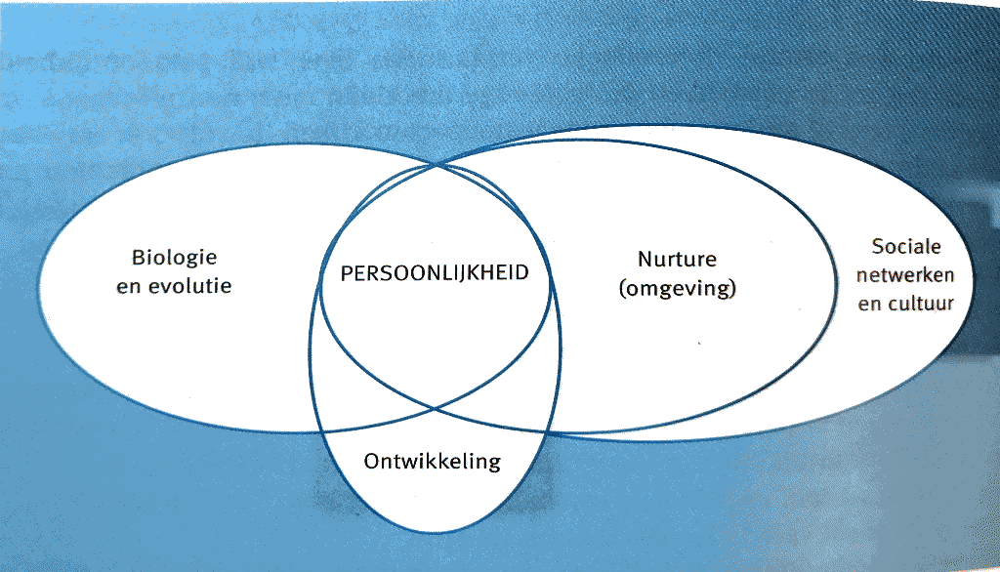 Biologie
en evolutie
PERSOONLIJKHEID
Nurture
(omgeving)
Sociale
netwerken
en cultuur
Ontwikkeling